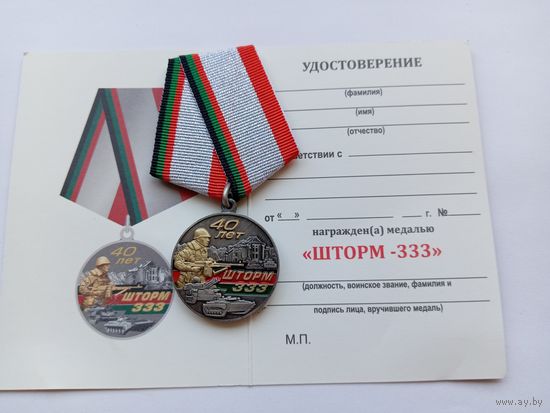 40
ЛЕТ
ШТОРМ
333
40
ЛЕТ
ШТОРМ
333
УДОСТОВЕРЕНИЕ
(фамилия)
(имя)
(отчество)
ответствии с
от “ ” г. №
награжден(а) медалью
«ШТОРМ -333»
(должность, воинское звание, фамилия и
подпись лица, вручившего медаль)
М.П.
www.ay.by